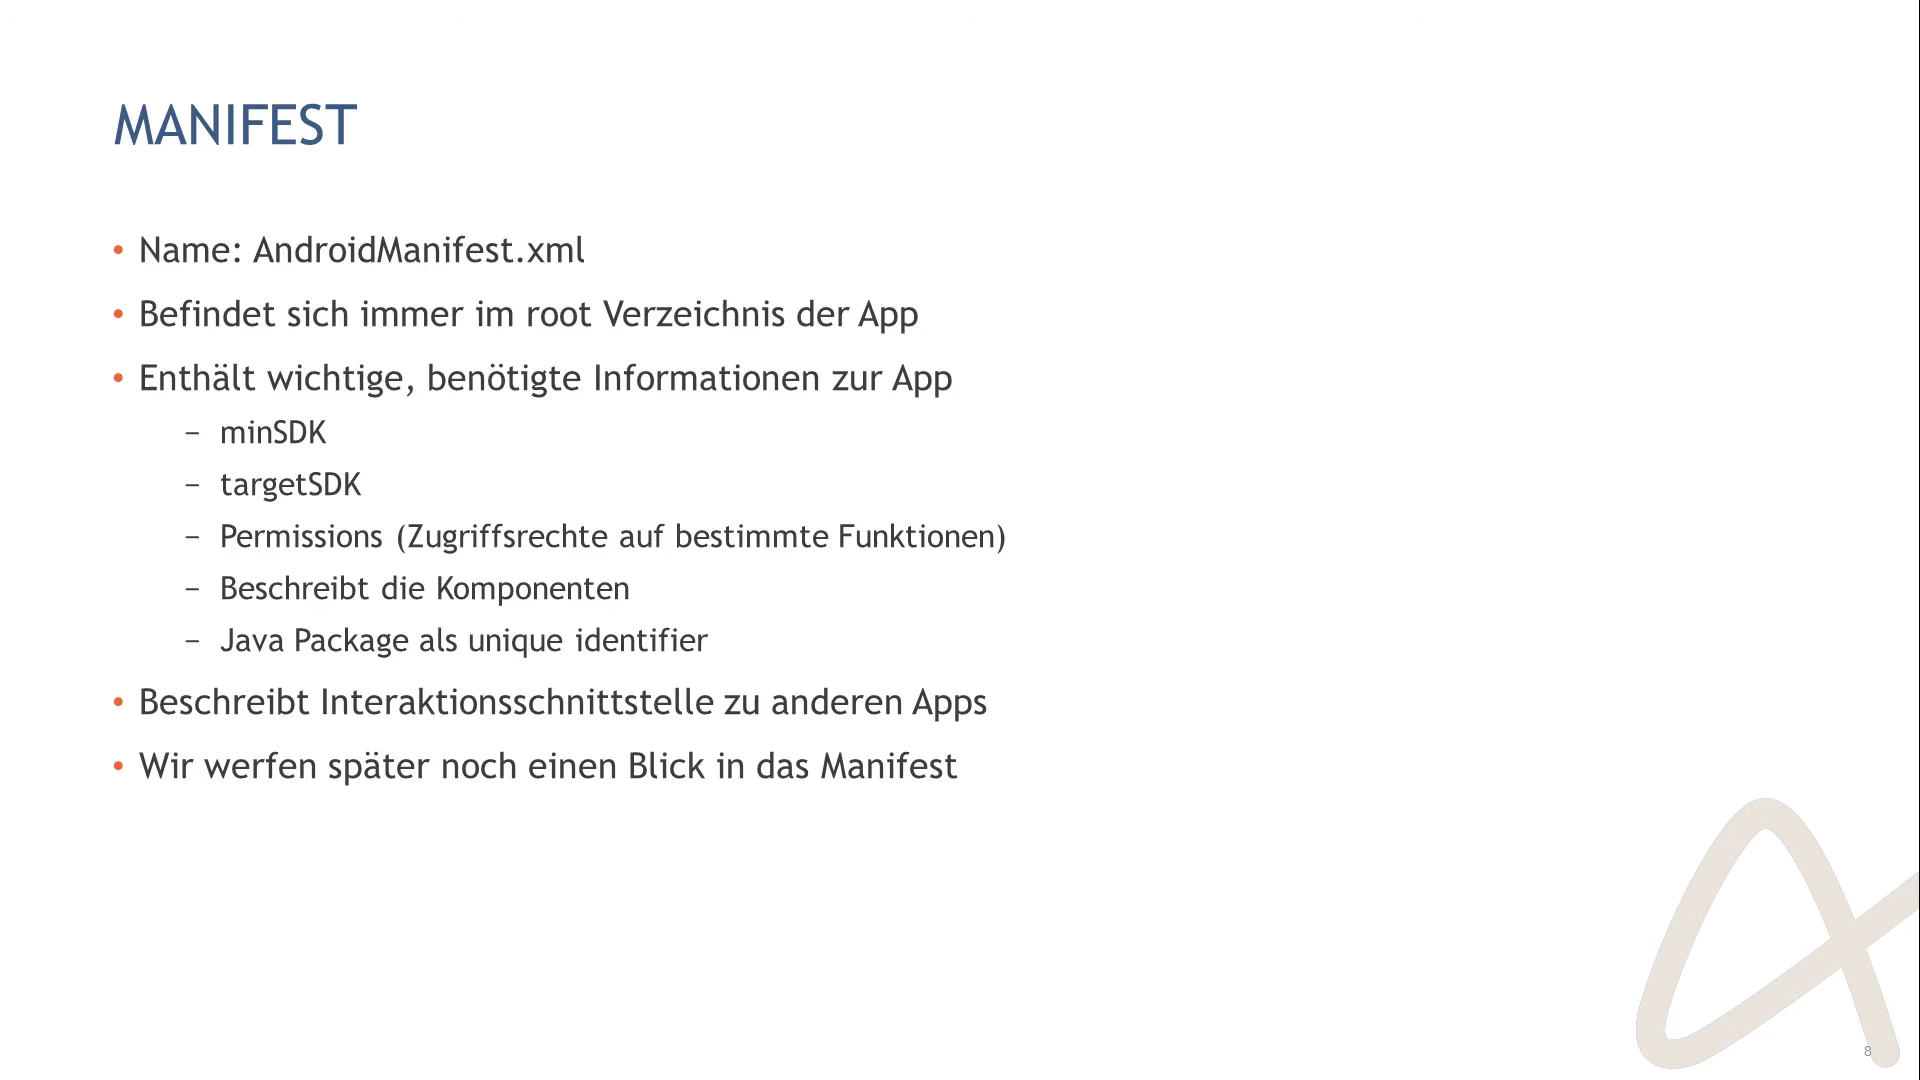 MANIFEST
• Name: AndroidManifest.xml
• Befindet sich immer im root Verzeichnis der App
• Enthält wichtige, benötigte Informationen zur App
– minSDK
– targetSDK
– Permissions (Zugriffsrechte auf bestimmte Funktionen)
– Beschreibt die Komponenten
– Java Package als unique identifier
• Beschreibt Interaktionsschnittstelle zu anderen Apps
• Wir werfen später noch einen Blick in das Manifest
8